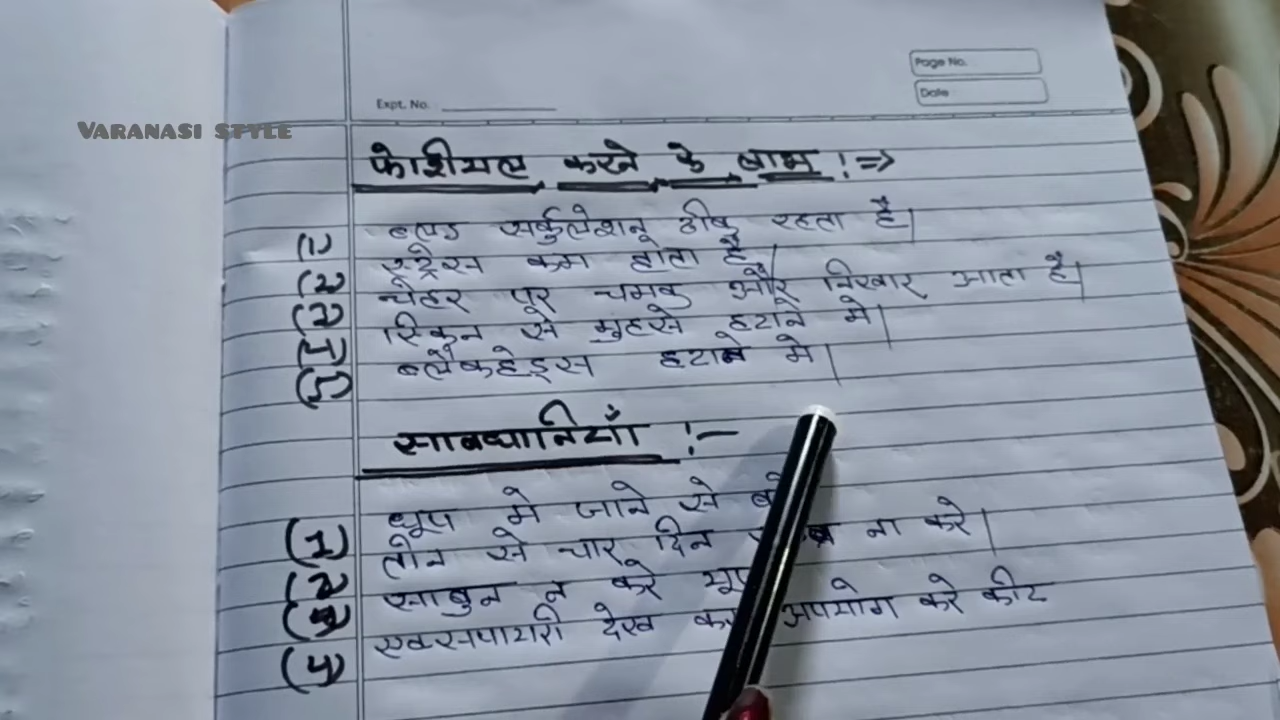 Page No.
Date
Expt. No.
VARANASI STYLE
फेशीयल करने के लाभ !⇒
(1) ब्लड सर्कुलेशन ठीक रहता है|
(2) स्ट्रेस कम होता है|
(3) चेहरे पर चमक और निखार आता है|
(4) स्किन से मुहासे हटाने मे|
(5) ब्लैकहेड्स हटाने मे|
सावधानियाँ !-
(1) धूप मे जाने से
(2) तीन से चार दिन ना करे|
(3) साबुन न करे
(4) एक्सपायरी देख कर उपयोग करे कीट